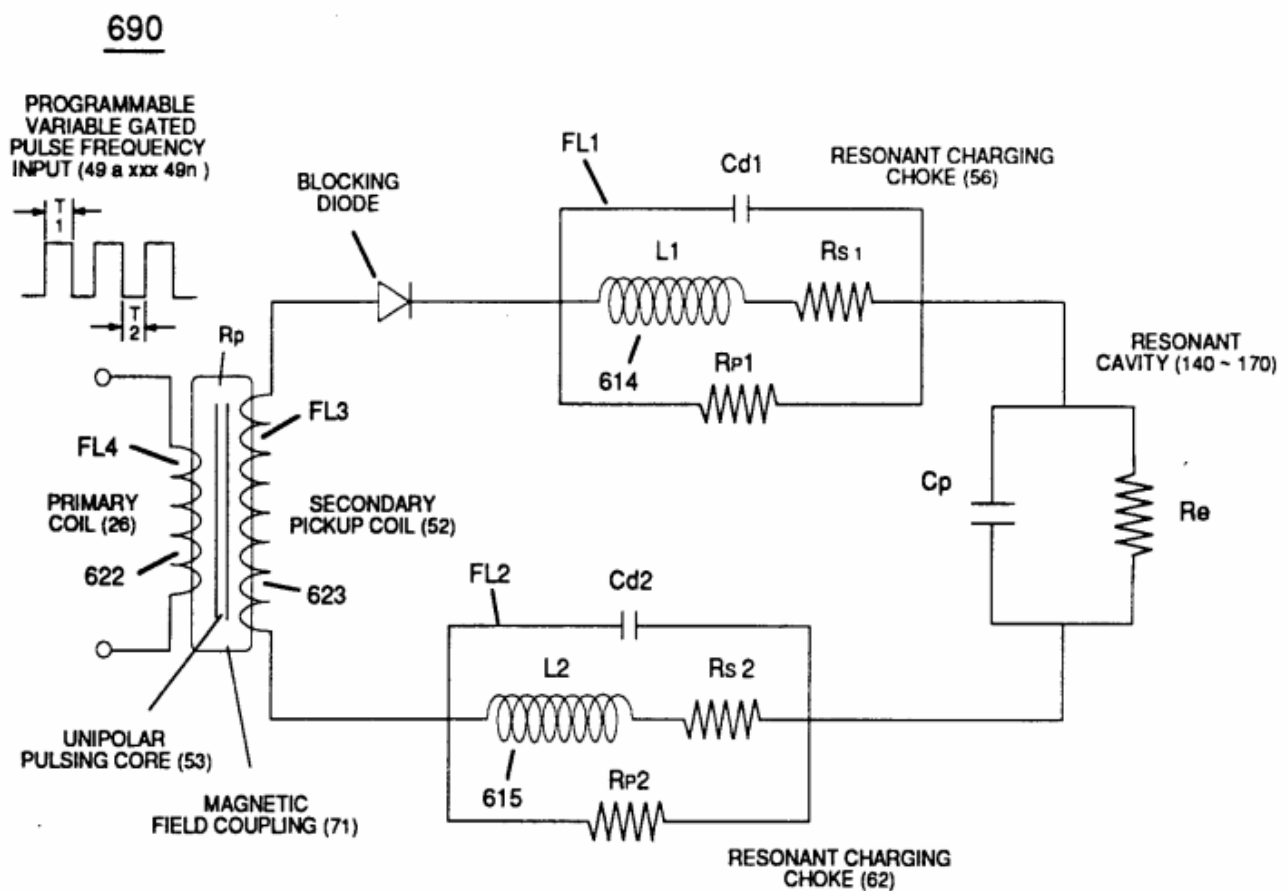 690
PROGRAMMABLE
VARIABLE GATED
PULSE FREQUENCY
INPUT (49 a xxx 49n )
T
1
T
2
Rp
BLOCKING
DIODE
FL1
Cd1
RESONANT CHARGING
CHOKE (56)
L1
Rs 1
614
RP1
RESONANT
CAVITY (140 ~ 170)
FL4
FL3
PRIMARY
COIL (26)
SECONDARY
PICKUP COIL (52)
622
623
Cp
Re
FL2
Cd2
L2
Rs 2
615
RP2
UNIPOLAR
PULSING CORE (53)
MAGNETIC
FIELD COUPLING (71)
RESONANT CHARGING
CHOKE (62)